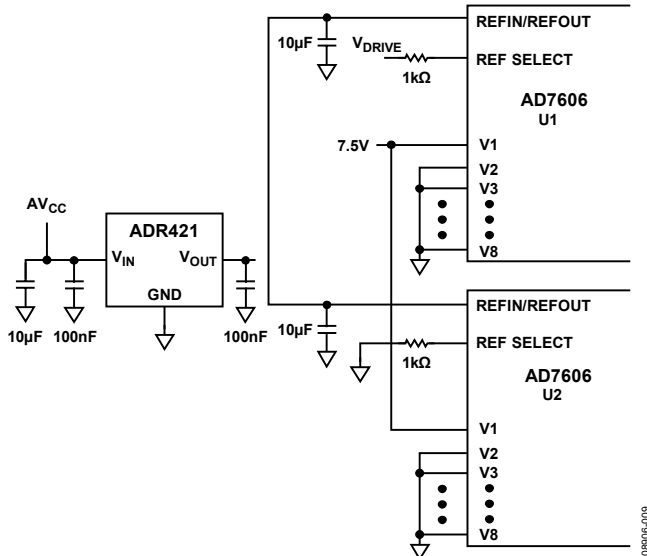 REFIN/REFOUT
10µF
V_DRIVE
1kΩ
REF SELECT
AD7606
U1
7.5V
V1
V2
V3
V8
AV_CC
ADR421
V_IN
V_OUT
GND
10µF
100nF
100nF
REFIN/REFOUT
10µF
REF SELECT
1kΩ
AD7606
U2
V1
V2
V3
V8
08906-009